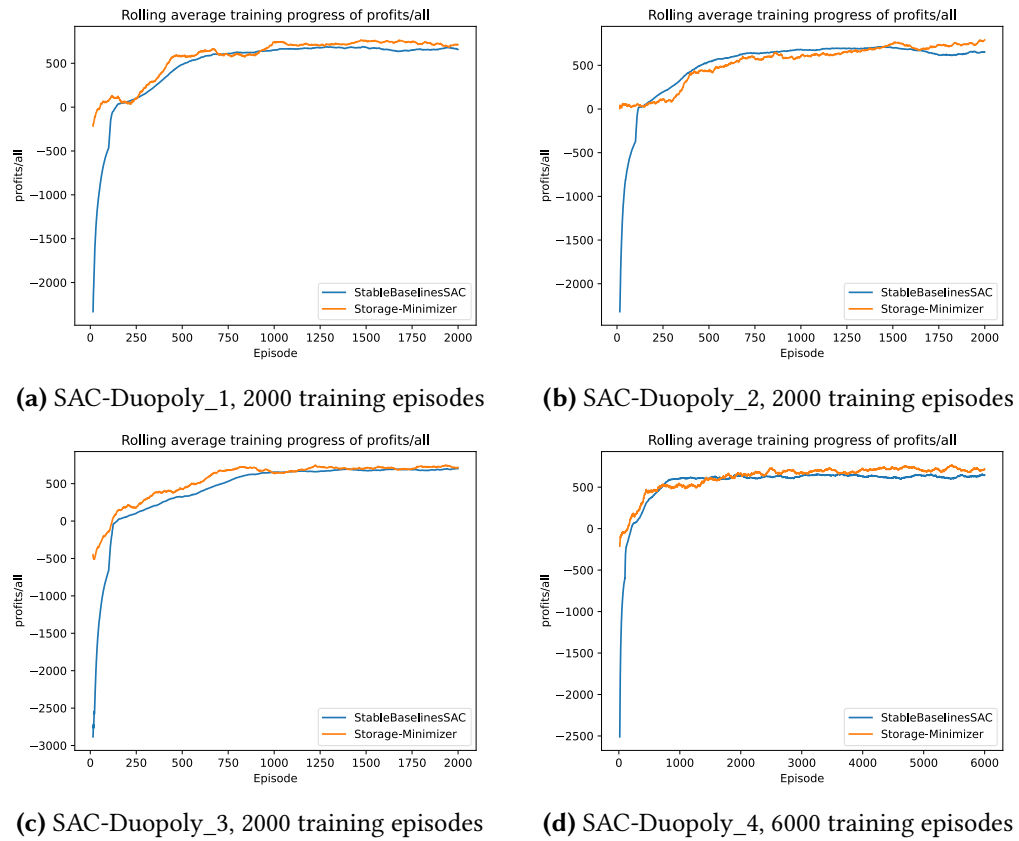 Rolling average training progress of profits/all
profits/all
500
0
−500
−1000
−1500
−2000
0 250 500 750 1000 1250 1500 1750 2000
Episode
StableBaselinesSAC
Storage-Minimizer
(a) SAC-Duopoly_1, 2000 training episodes
Rolling average training progress of profits/all
profits/all
500
0
−500
−1000
−1500
−2000
0 250 500 750 1000 1250 1500 1750 2000
Episode
StableBaselinesSAC
Storage-Minimizer
(b) SAC-Duopoly_2, 2000 training episodes
Rolling average training progress of profits/all
profits/all
500
0
−500
−1000
−1500
−2000
−2500
−3000
0 250 500 750 1000 1250 1500 1750 2000
Episode
StableBaselinesSAC
Storage-Minimizer
(c) SAC-Duopoly_3, 2000 training episodes
Rolling average training progress of profits/all
profits/all
500
0
−500
−1000
−1500
−2000
−2500
0 1000 2000 3000 4000 5000 6000
Episode
StableBaselinesSAC
Storage-Minimizer
(d) SAC-Duopoly_4, 6000 training episodes